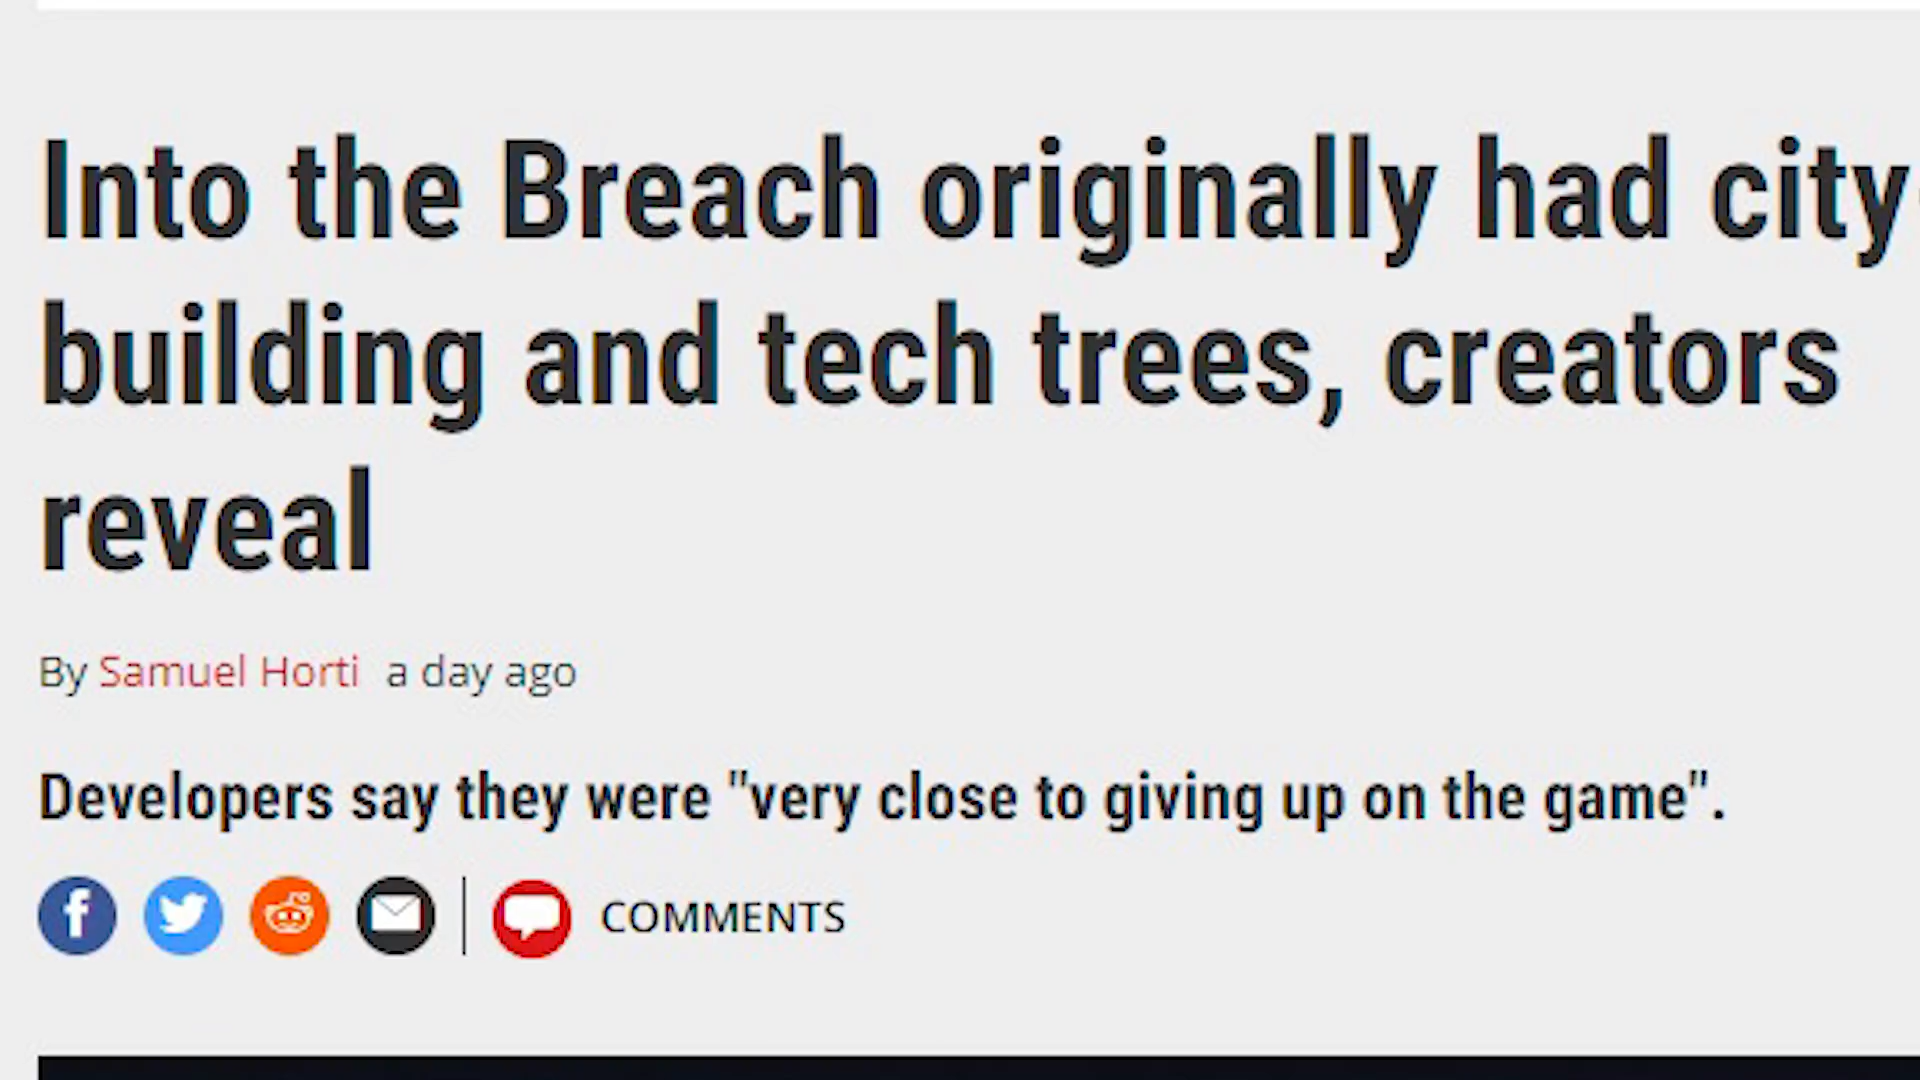 Into the Breach originally had city-
building and tech trees, creators
reveal
By Samuel Horti a day ago
Developers say they were "very close to giving up on the game".
COMMENTS